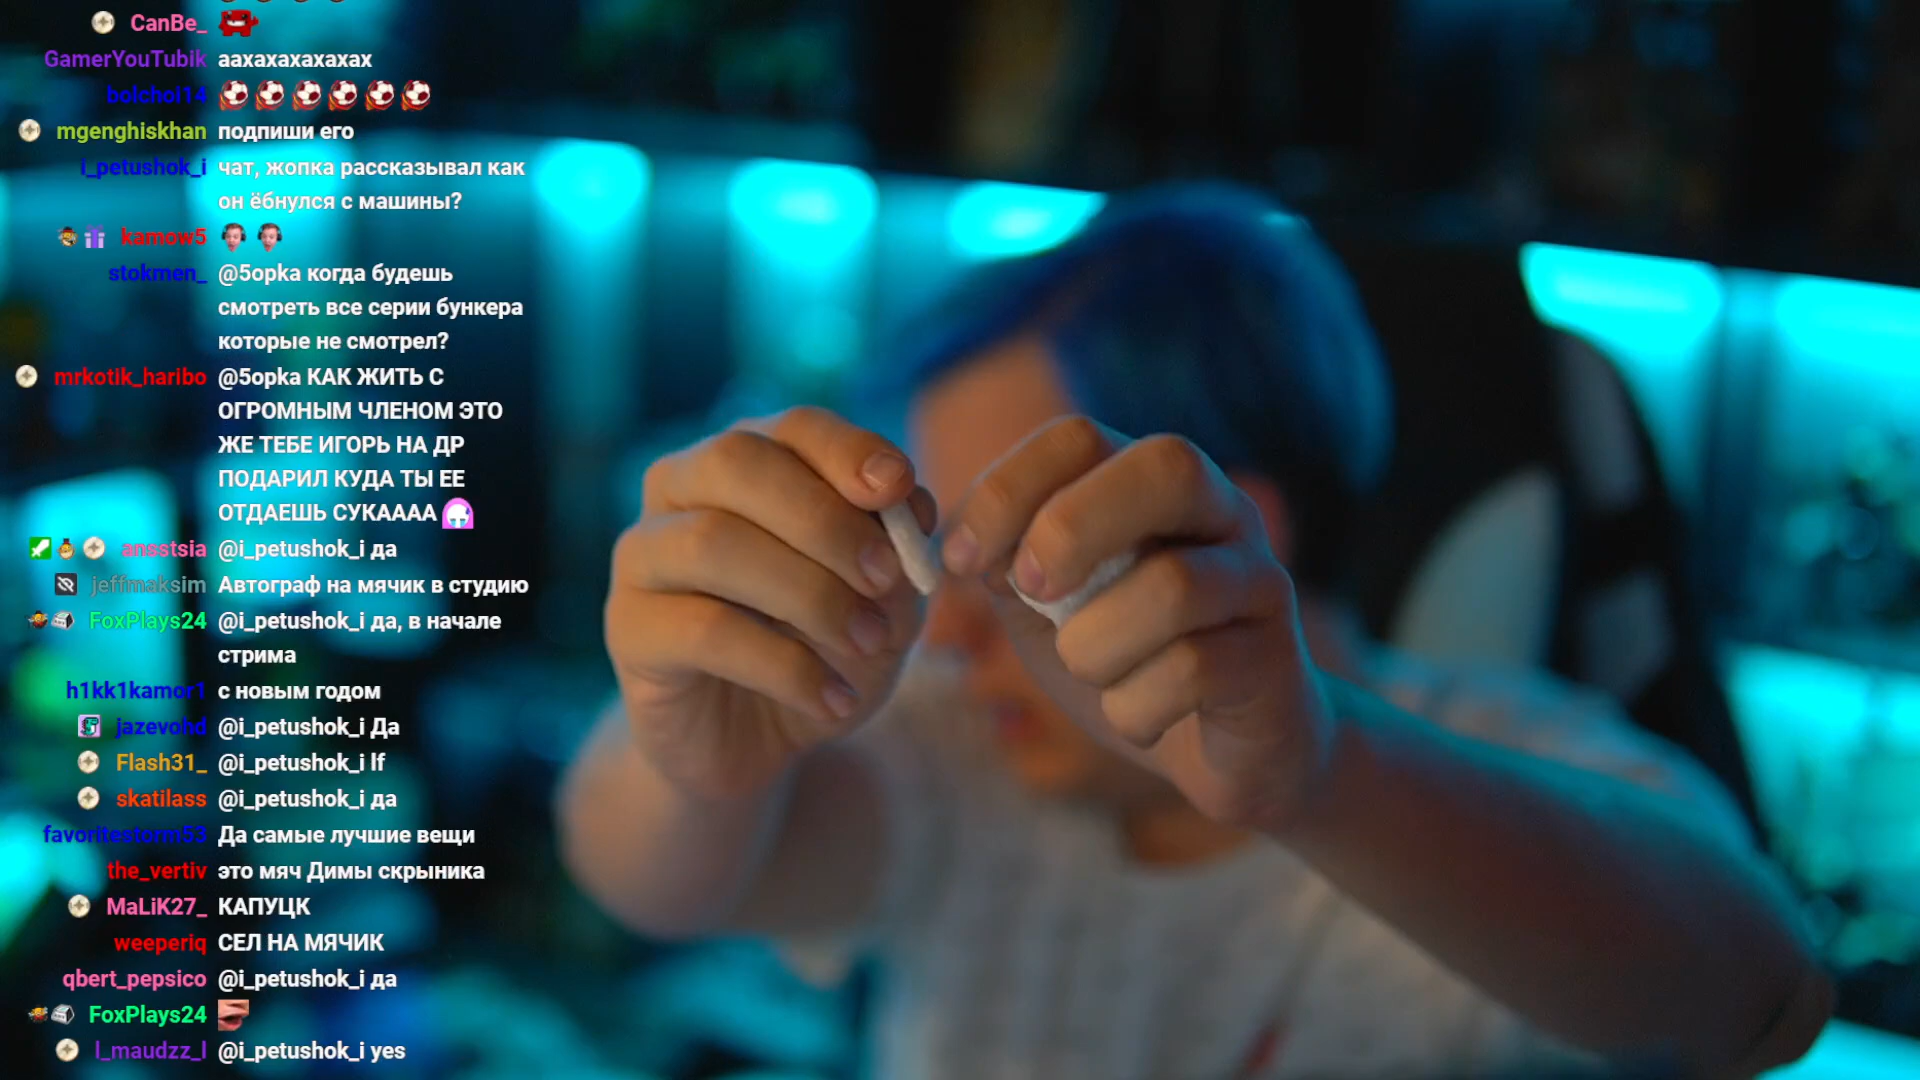 CanBe_
GamerYouTubik аахахахахахах
bolchoi14
mgenghiskhan подпиши его
i_petushok_i чат, жопка рассказывал как
он ёбнулся с машины?
kamow5
stokmen_ @5opka когда будешь
смотреть все серии бункера
которые не смотрел?
mrkotik_haribo @5opka КАК ЖИТЬ С
ОГРОМНЫМ ЧЛЕНОМ ЭТО
ЖЕ ТЕБЕ ИГОРЬ НА ДР
ПОДАРИЛ КУДА ТЫ ЕЕ
ОТДАЕШЬ СУКАААА
ansstsia @i_petushok_i да
jeffmaksim Автограф на мячик в студию
FoxPlays24 @i_petushok_i да, в начале
стрима
h1kk1kamor1 с новым годом
jazevohd @i_petushok_i Да
Flash31_ @i_petushok_i lf
skatilass @i_petushok_i да
favoritestorm53 Да самые лучшие вещи
the_vertiv это мяч Димы скрыника
MaLiK27_ КАПУЦК
weeperiq СЕЛ НА МЯЧИК
qbert_pepsico @i_petushok_i да
FoxPlays24
l_maudzz_l @i_petushok_i yes